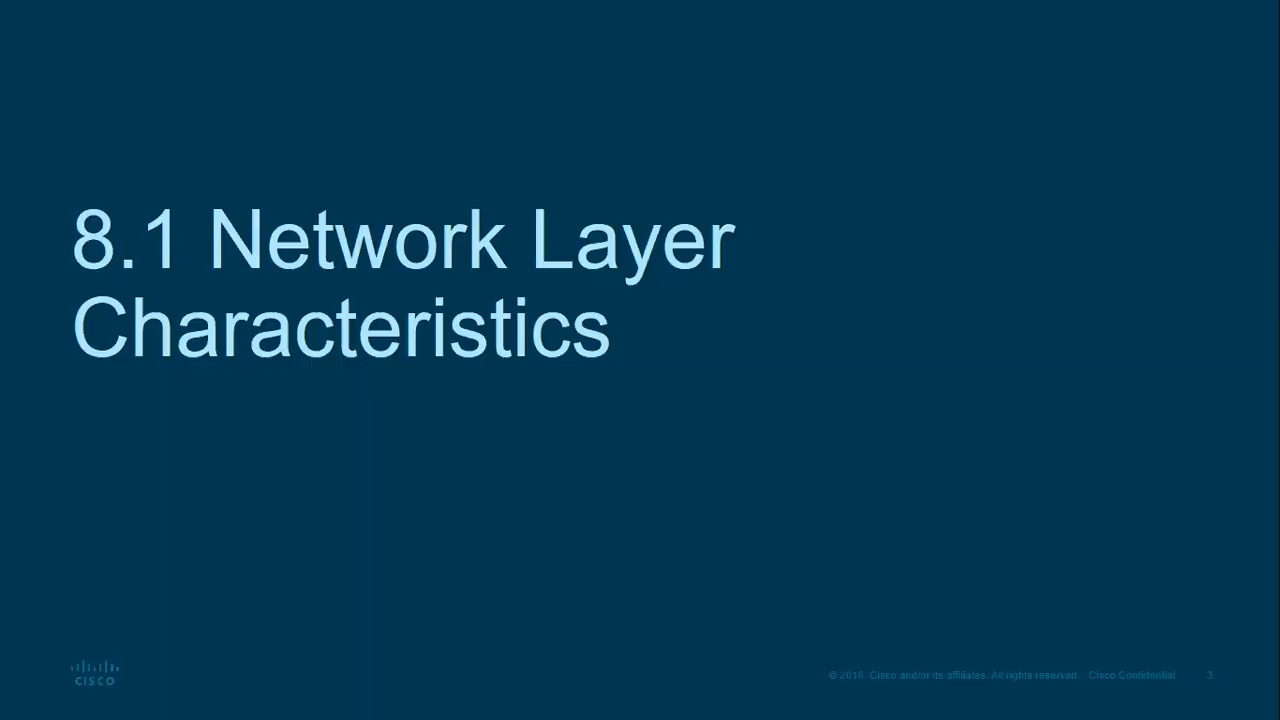 8.1 Network Layer
Characteristics
CISCO
© 2016 Cisco and/or its affiliates. All rights reserved. Cisco Confidential 3